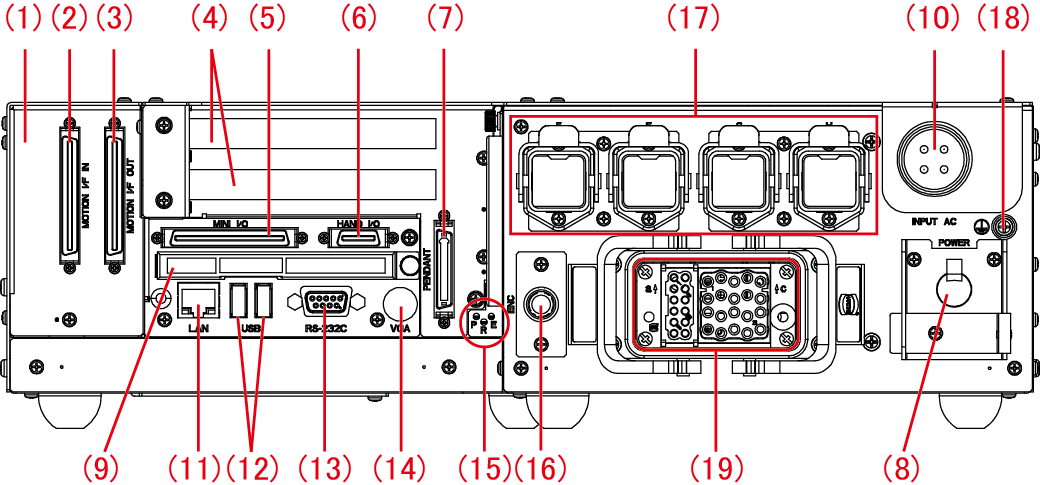 (1) (2) (3) (4) (5) (6) (7) (17) (10) (18)
MOTION I/F IN
MOTION I/F OUT
MINI I/O
HAND I/O
PENDANT
INPUT AC
POWER
ENC
a
c
LAN
USB
RS-232C
VGA
P
R
E
(9) (11) (12) (13) (14) (15) (16) (19) (8)